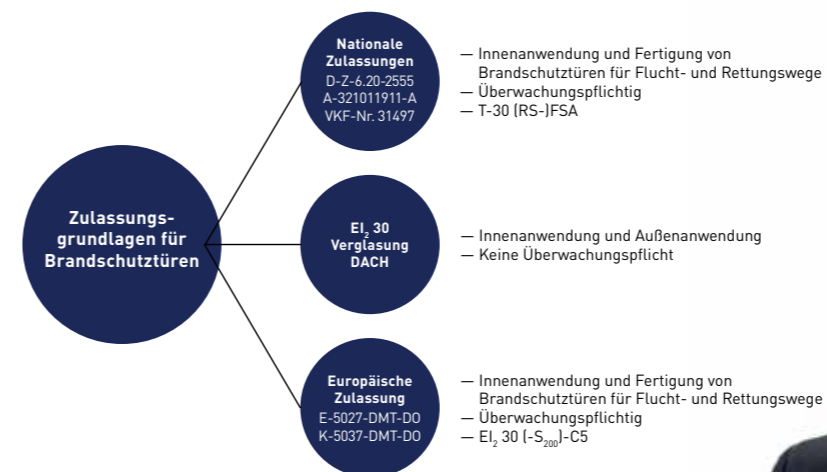 Nationale
Zulassungen
D-Z-6.20-2555
A-321011911-A
VKF-Nr. 31497
— Innenanwendung und Fertigung von
Brandschutztüren für Flucht- und Rettungswege
— Überwachungspflichtig
— T-30 (RS-)FSA
Zulassungs-
grundlagen für
Brandschutztüren
EI₂ 30
Verglasung
DACH
— Innenanwendung und Außenanwendung
— Keine Überwachungspflicht
Europäische
Zulassung
E-5027-DMT-DO
K-5037-DMT-DO
— Innenanwendung und Fertigung von
Brandschutztüren für Flucht- und Rettungswege
— Überwachungspflichtig
— EI₂ 30 (-S₂₀₀)-C5